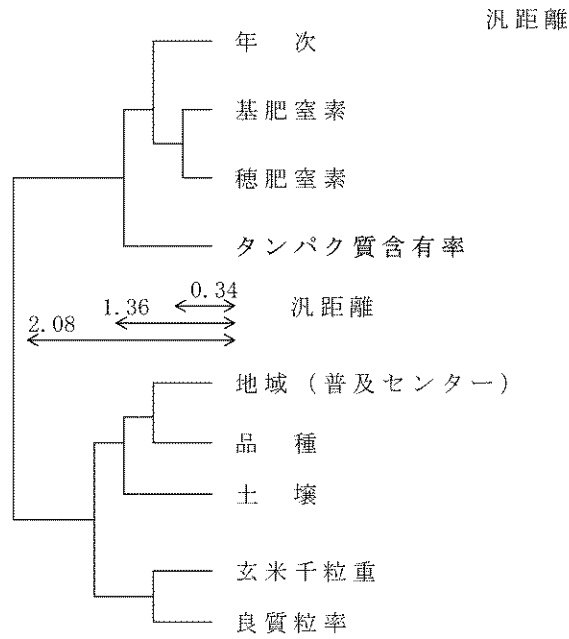 汎距離
年　次
基肥窒素
穂肥窒素
タンパク質含有率
0.34
1.36
汎距離
2.08
地域（普及センター）
品　種
土　壌
玄米千粒重
良質粒率